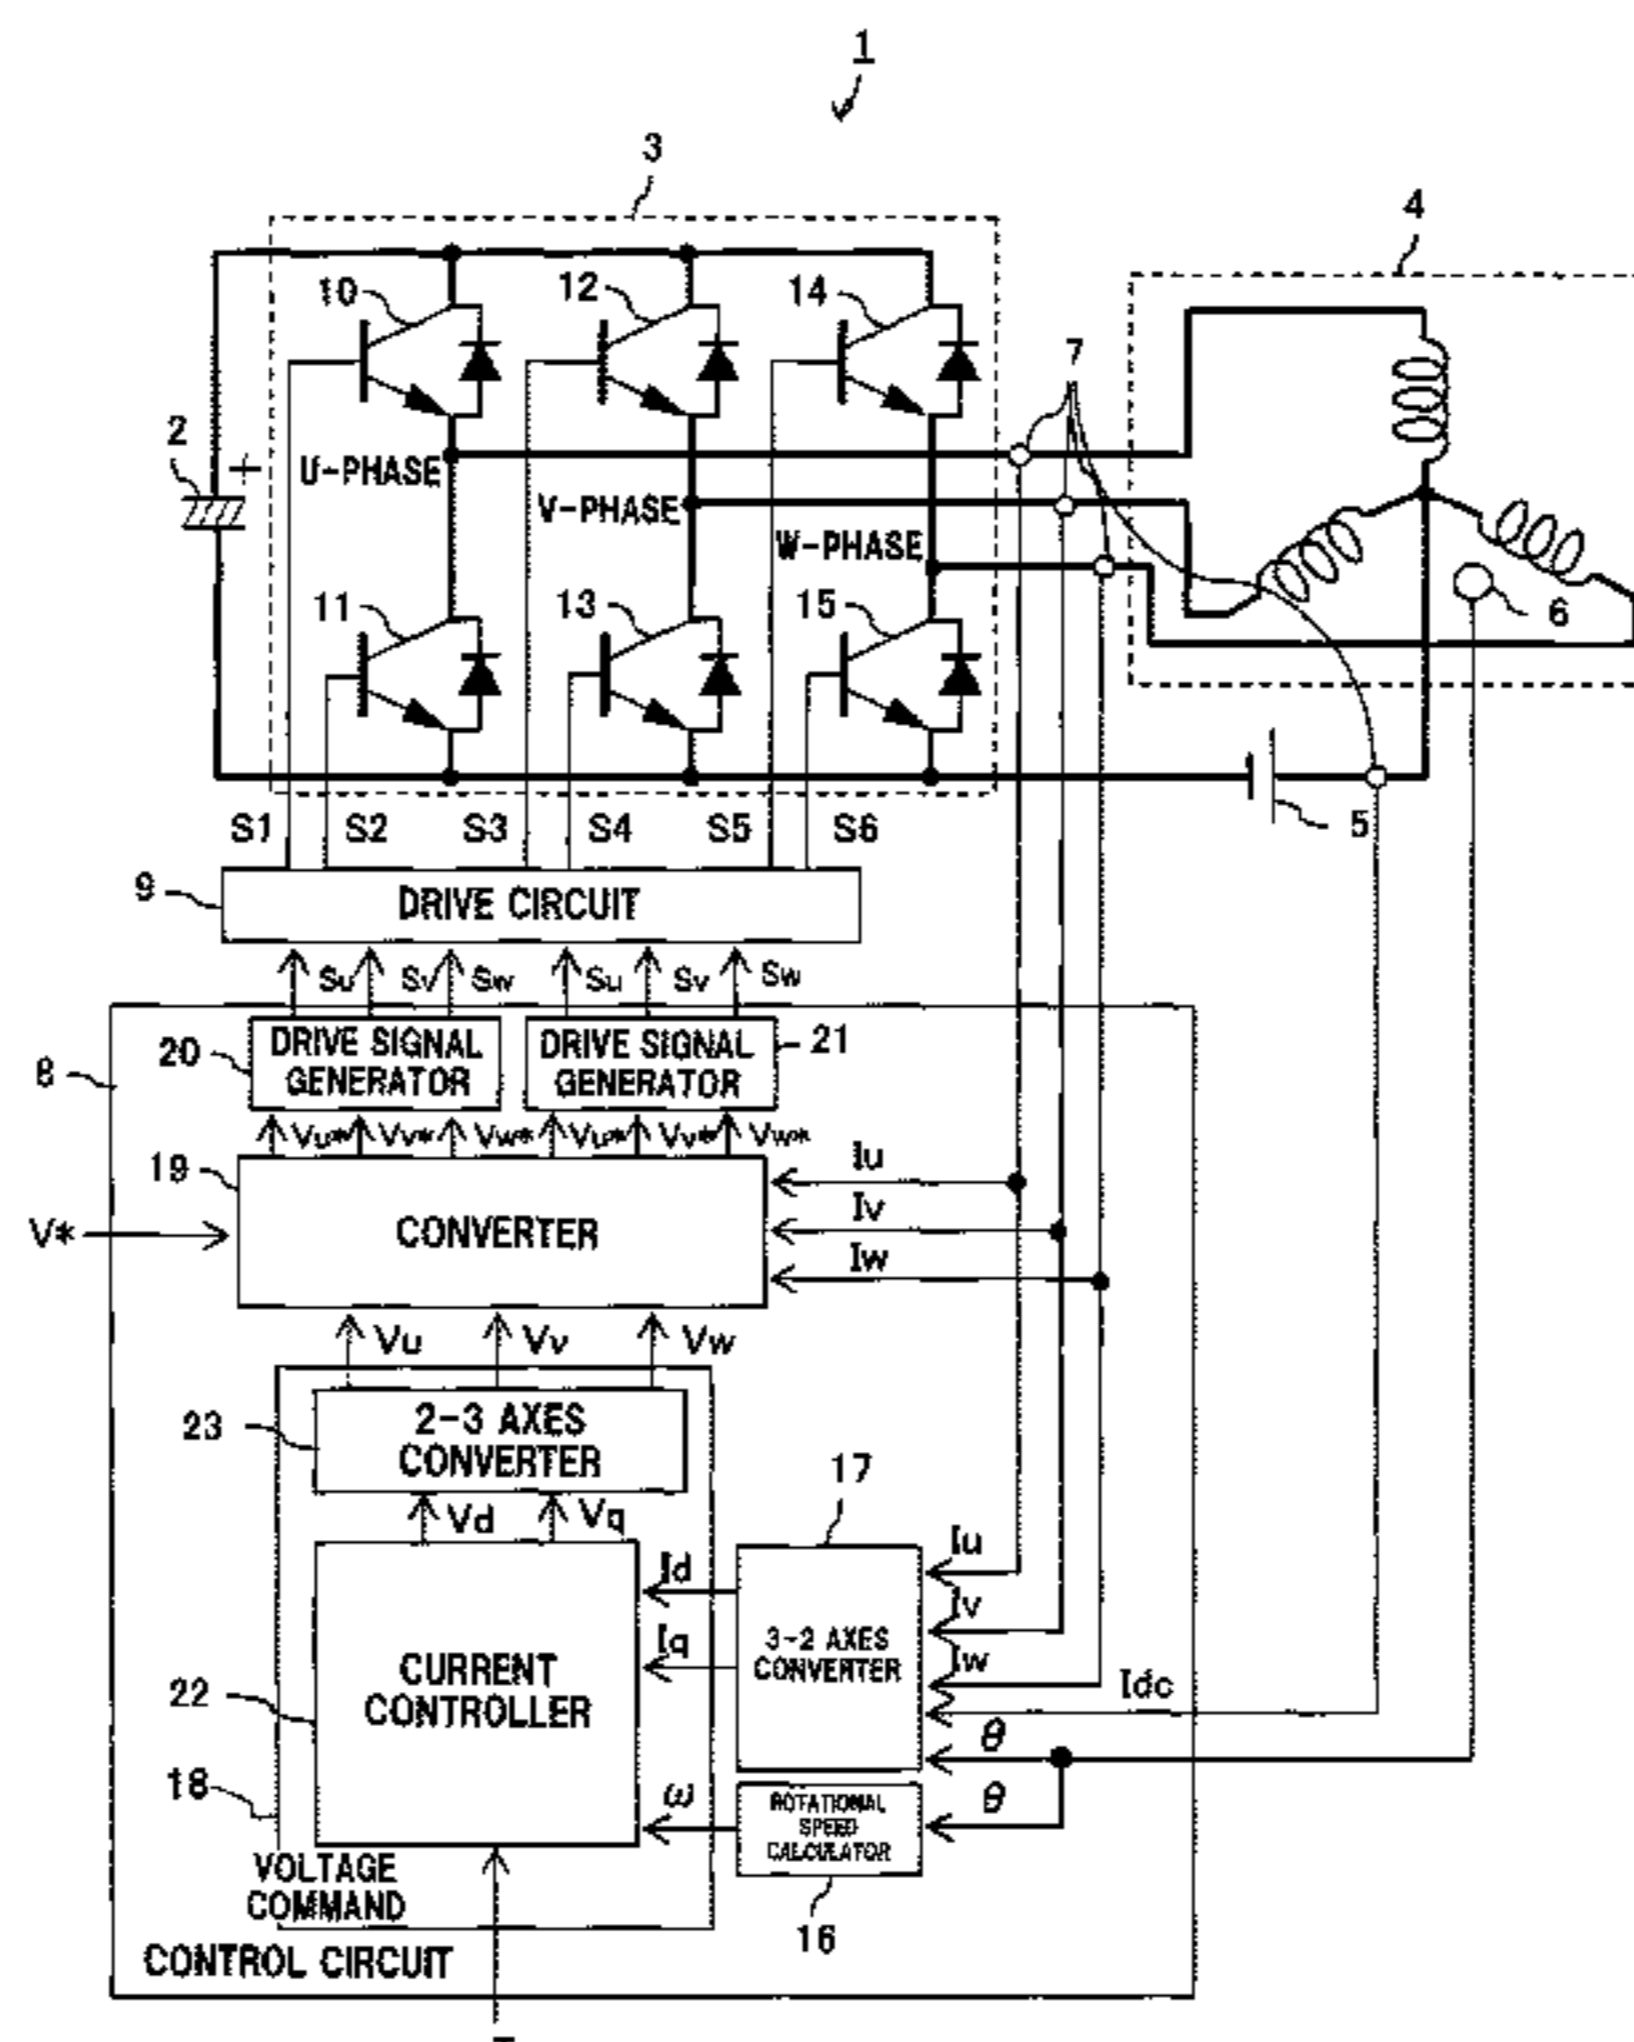 1
3
4
10
12
14
7
2
+
U-PHASE
V-PHASE
W-PHASE
11
13
15
6
5
S1 S2 S3 S4 S5 S6
9
DRIVE CIRCUIT
Su Sv Sw Su Sv Sw
8
20
DRIVE SIGNAL
GENERATOR
DRIVE SIGNAL
GENERATOR
21
Vu* Vv* Vw* Vu* Vv* Vw*
19
Iu
V*
CONVERTER
Iv
Iw
Vu Vv Vw
23
2-3 AXES
CONVERTER
17
Vd Vq
Iu
Id
Iv
3-2 AXES
CONVERTER
Iq
Iw
22
CURRENT
CONTROLLER
Idc
θ
18
ω
ROTATIONAL
SPEED
CALCULATOR
θ
VOLTAGE
COMMAND
16
CONTROL CIRCUIT